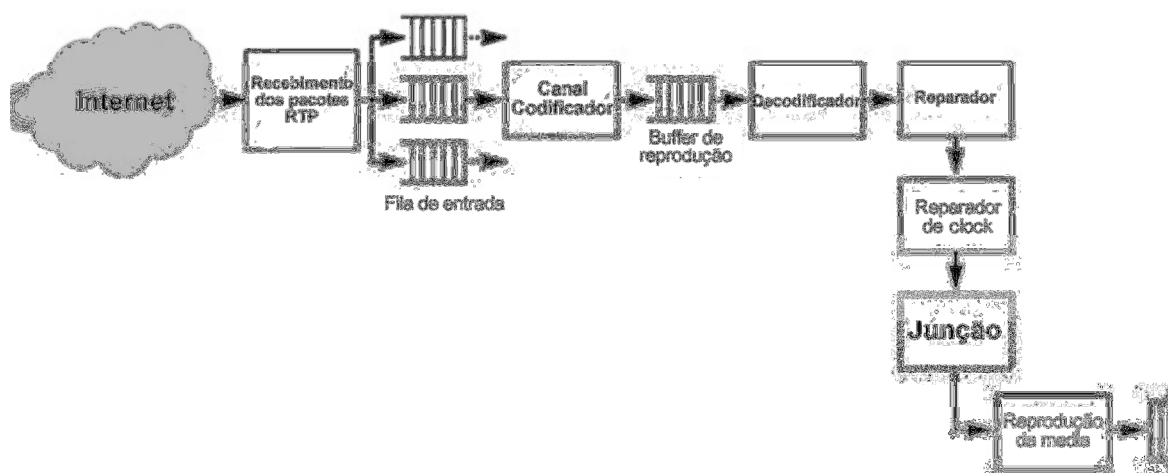 Internet
Recebimento
dos pacotes
RTP
Fila de entrada
Canal
Codificador
Buffer de
reprodução
Decodificador
Reparador
Reparador
de clock
Junção
Reprodução
da media